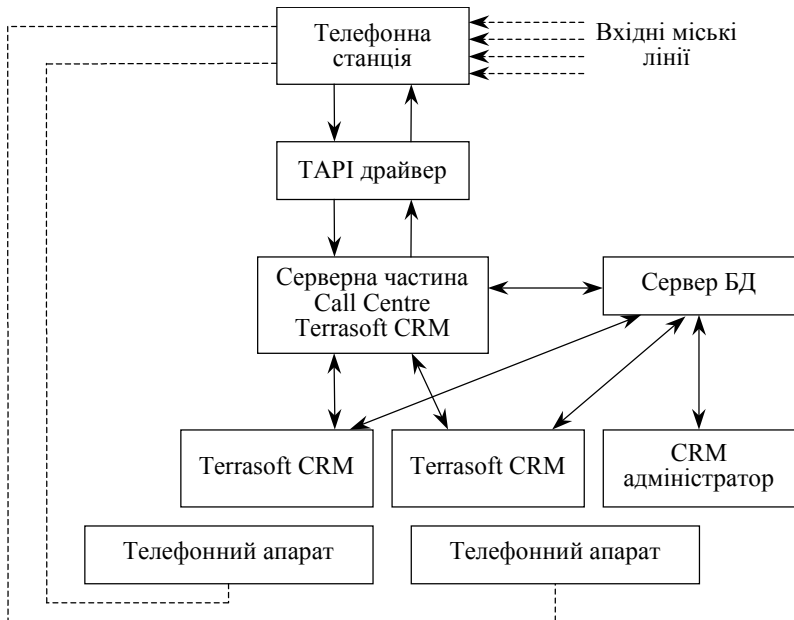 Телефонна
станція
Вхідні міські
лінії
ТАРІ драйвер
Серверна частина
Call Centre
Terrasoft CRM
Сервер БД
Terrasoft CRM
Terrasoft CRM
CRM
адміністратор
Телефонний апарат
Телефонний апарат